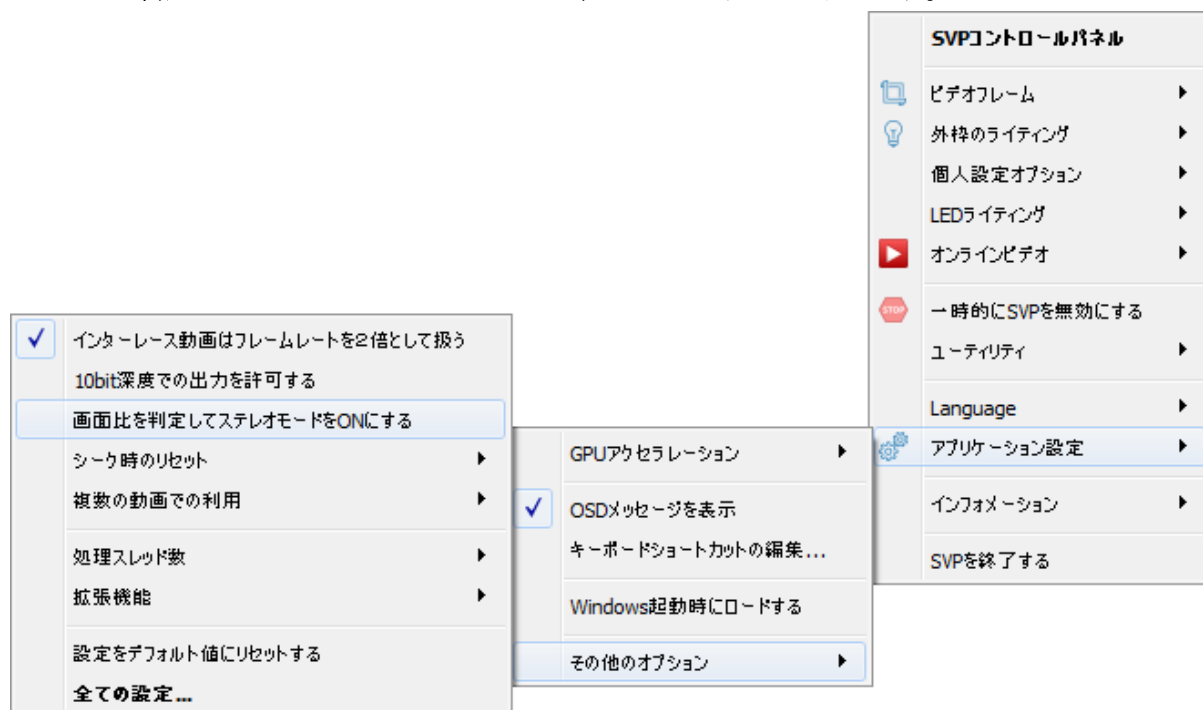 SVPコントロールパネル
ビデオフレーム
外枠のライティング
個人設定オプション
LEDライティング
オンラインビデオ
STOP
一時的にSVPを無効にする
ユーティリティ
Language
アプリケーション設定
インフォメーション
SVPを終了する
GPUアクセラレーション
OSDメッセージを表示
キーボードショートカットの編集...
Windows起動時にロードする
その他のオプション
インターレース動画はフレームレートを2倍として扱う
10bit深度での出力を許可する
画面比を判定してステレオモードをONにする
シーク時のリセット
複数の動画での利用
処理スレッド数
拡張機能
設定をデフォルト値にリセットする
全ての設定...